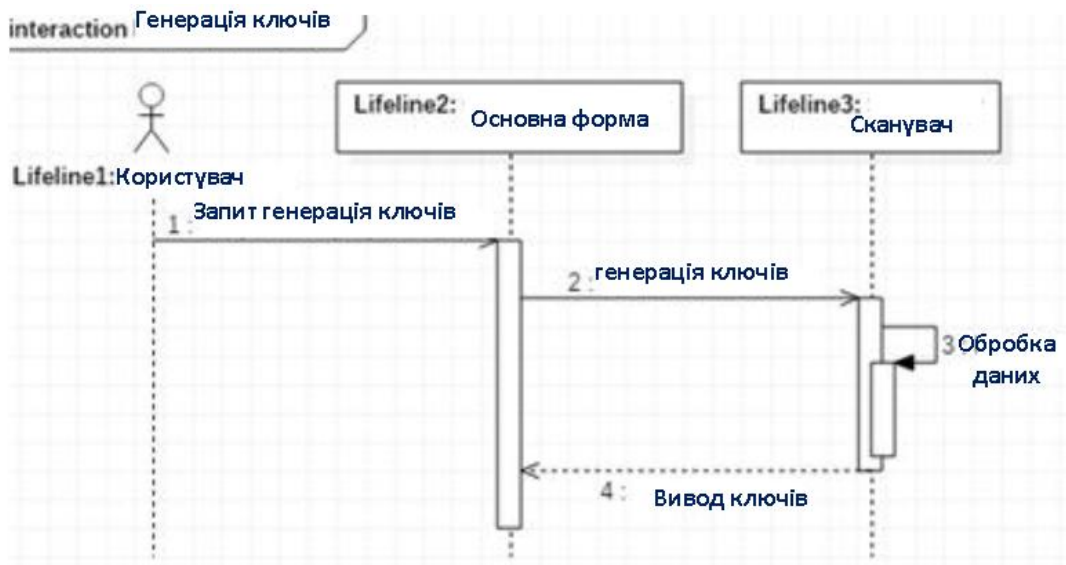 interaction Генерація ключів
Lifeline2: Основна форма
Lifeline3: Сканувач
Lifeline1:Користувач
1 : Запит генерація ключів
2 : генерація ключів
3 Обробка
даних
4 : Вивод ключів